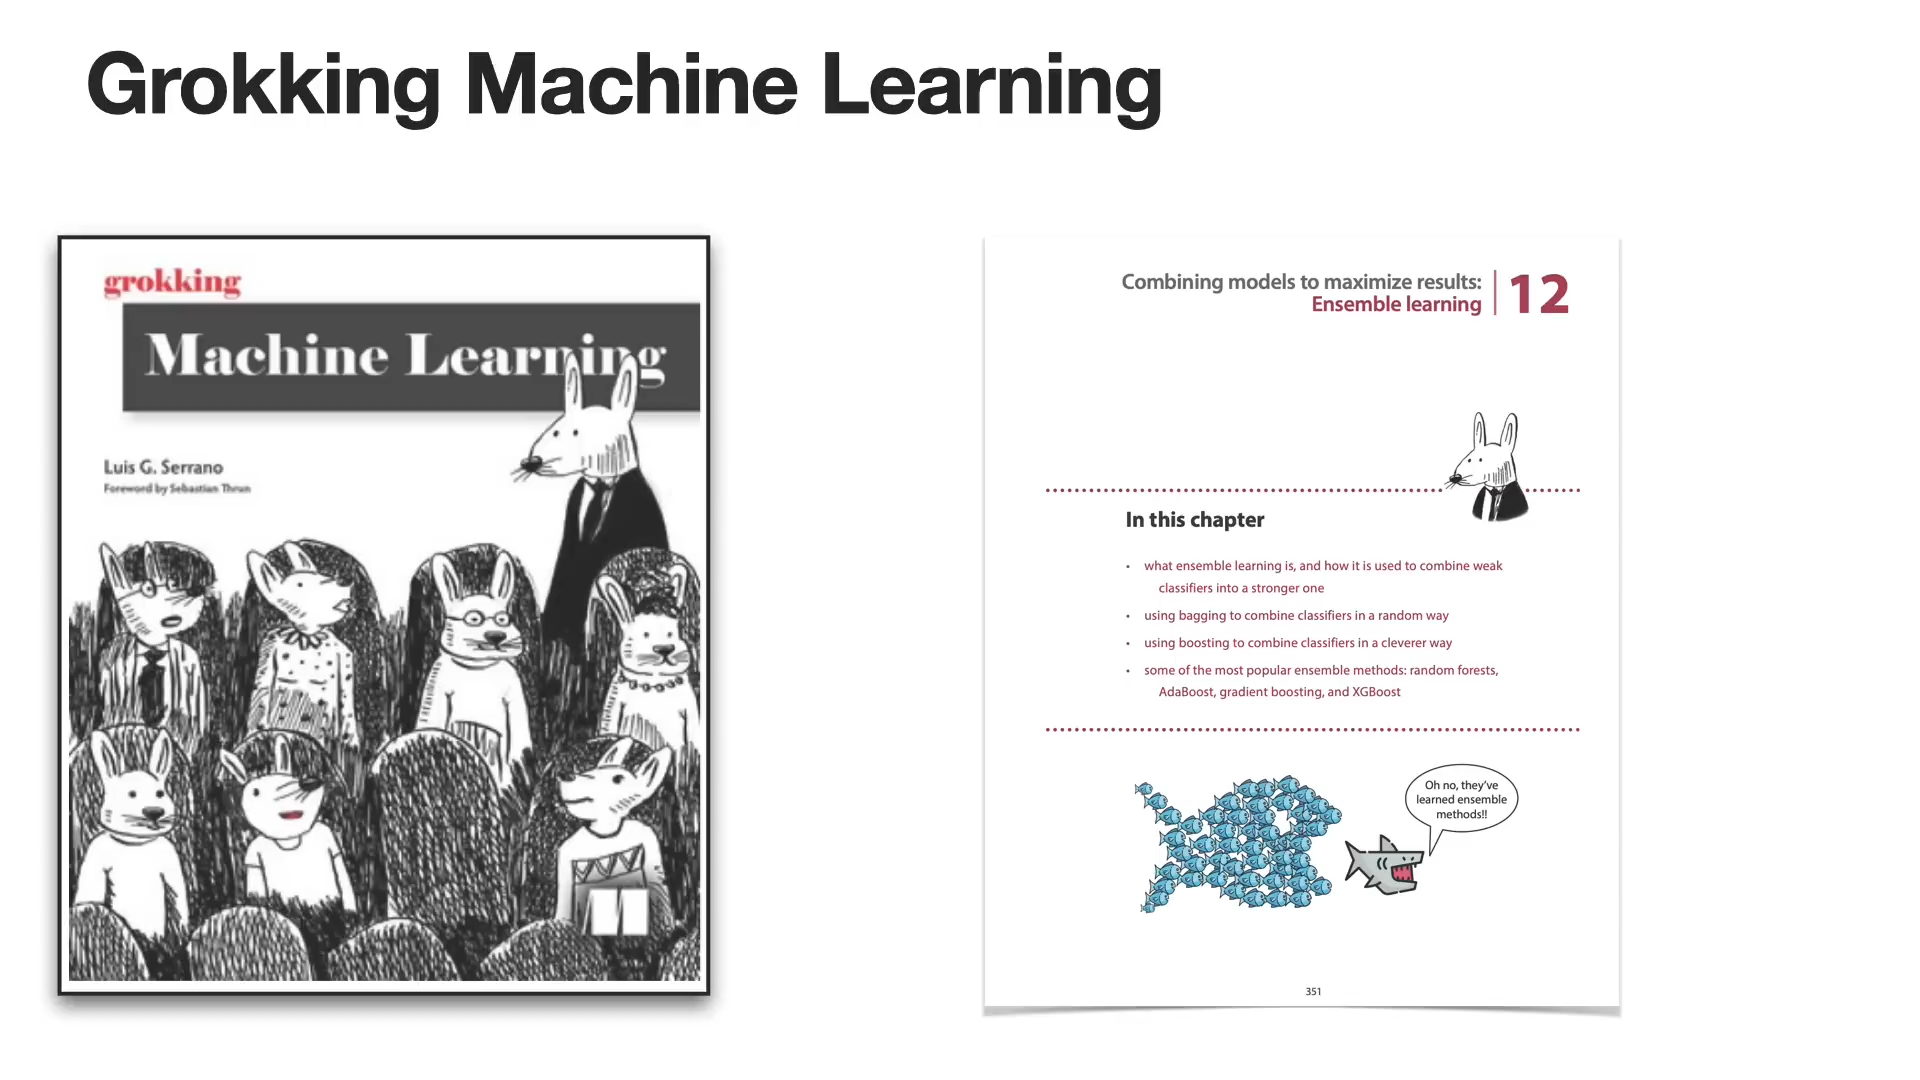 Grokking Machine Learning
grokking
Machine Learning
Luis G. Serrano
Foreword by Sebastian Thrun
Combining models to maximize results:
Ensemble learning
12
In this chapter
• what ensemble learning is, and how it is used to combine weak
classifiers into a stronger one
• using bagging to combine classifiers in a random way
• using boosting to combine classifiers in a cleverer way
• some of the most popular ensemble methods: random forests,
AdaBoost, gradient boosting, and XGBoost
Oh no, they've
learned ensemble
methods!!
351